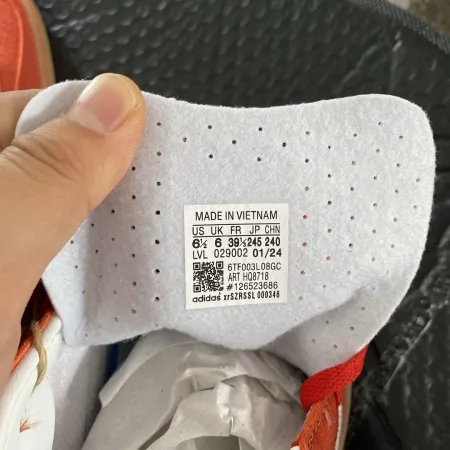 MADE IN VIETNAM
US UK FR JP CHN
6½ 6 39⅓ 245 240
LVL 029002 01/24
6TF003L08GC
ART HQ8718
#126523686
adidas zrSZRSSL 000346